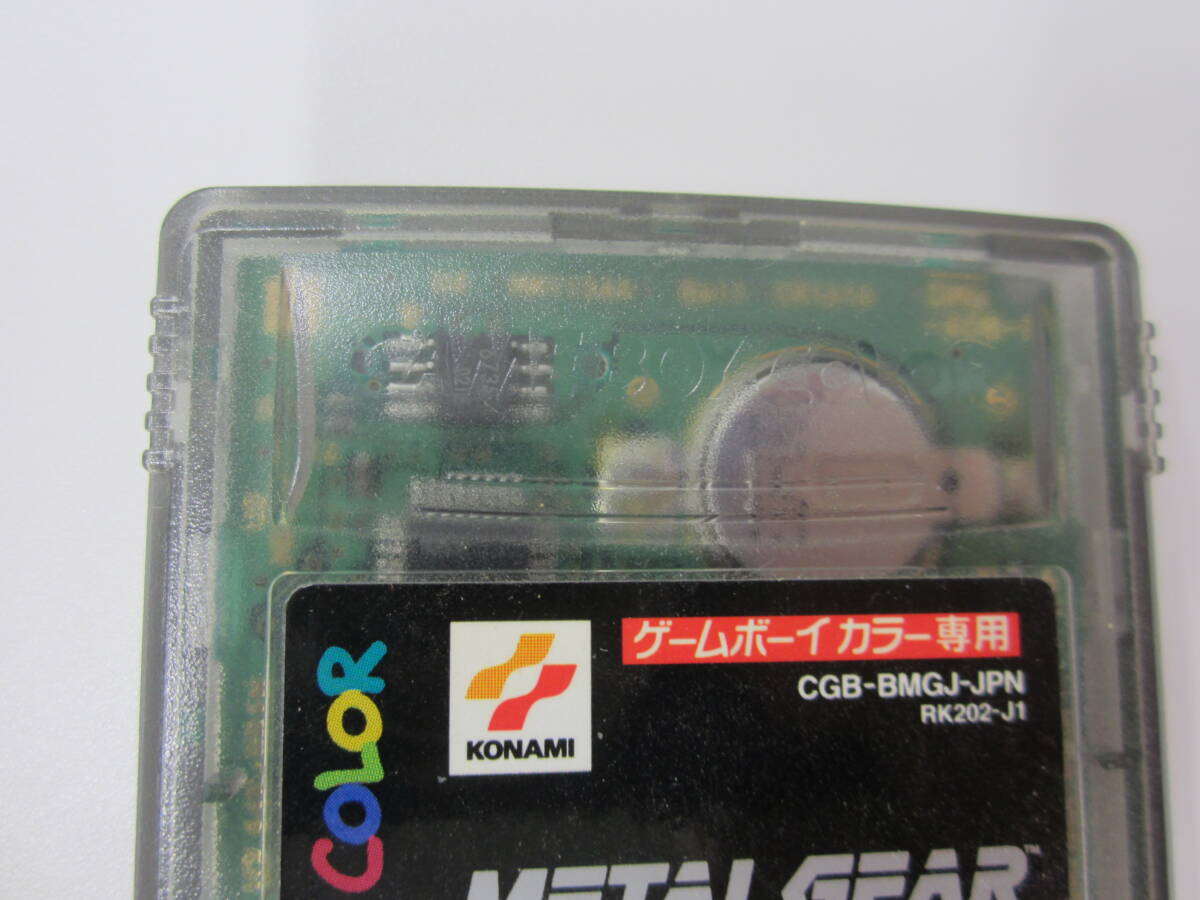 ゲームボーイカラー専用
CGB-BMGJ-JPN
RK202-J1
KONAMI
COLOR
METAL GEAR™